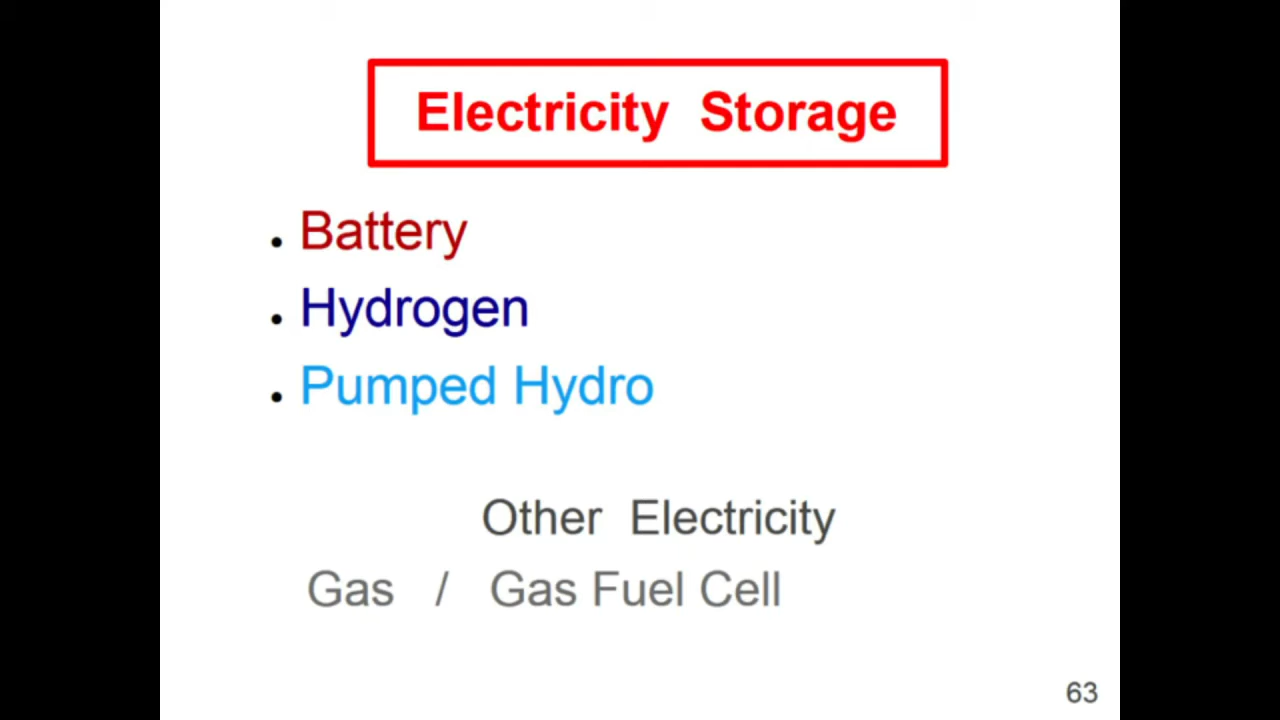 Electricity Storage
. Battery
. Hydrogen
. Pumped Hydro
Other Electricity
Gas / Gas Fuel Cell
63